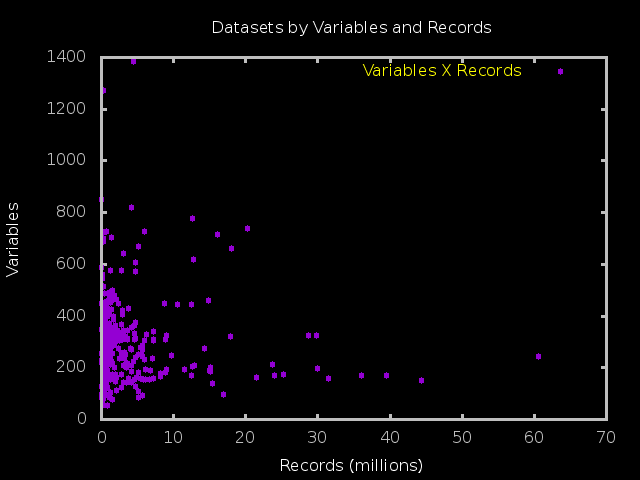 Datasets by Variables and Records
1400
Variables X Records
1200
1000
800
Variables
600
400
200
0
0 10 20 30 40 50 60 70
Records (millions)